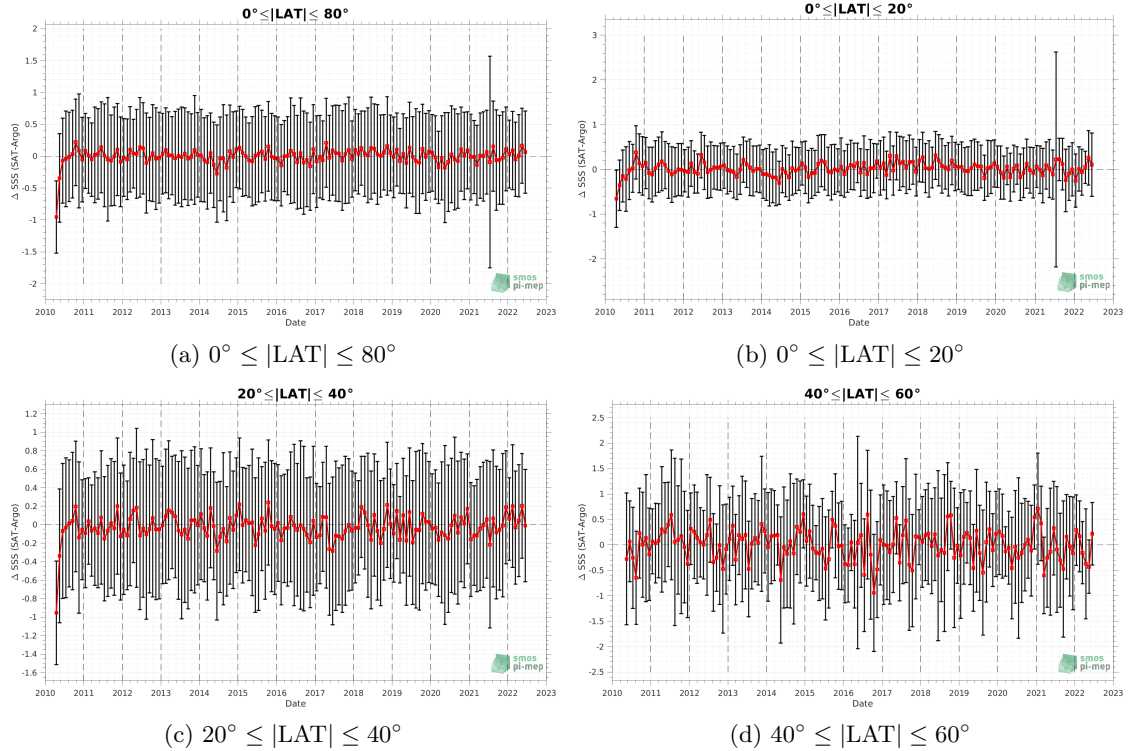 0°≤|LAT|≤ 80°
Δ SSS (SAT-Argo)
2
1.5
1
0.5
0
-0.5
-1
-1.5
-2
2010 2011 2012 2013 2014 2015 2016 2017 2018 2019 2020 2021 2022 2023
Date
smos
pi-mep
(a) 0° ≤ |LAT| ≤ 80°
0°≤|LAT|≤ 20°
Δ SSS (SAT-Argo)
3
2
1
0
-1
-2
2010 2011 2012 2013 2014 2015 2016 2017 2018 2019 2020 2021 2022 2023
Date
smos
pi-mep
(b) 0° ≤ |LAT| ≤ 20°
20°≤|LAT|≤ 40°
Δ SSS (SAT-Argo)
1.2
1
0.8
0.6
0.4
0.2
0
-0.2
-0.4
-0.6
-0.8
-1
-1.2
-1.4
-1.6
2010 2011 2012 2013 2014 2015 2016 2017 2018 2019 2020 2021 2022 2023
Date
smos
pi-mep
(c) 20° ≤ |LAT| ≤ 40°
40°≤|LAT|≤ 60°
Δ SSS (SAT-Argo)
2.5
2
1.5
1
0.5
0
-0.5
-1
-1.5
-2
-2.5
2010 2011 2012 2013 2014 2015 2016 2017 2018 2019 2020 2021 2022 2023
Date
smos
pi-mep
(d) 40° ≤ |LAT| ≤ 60°